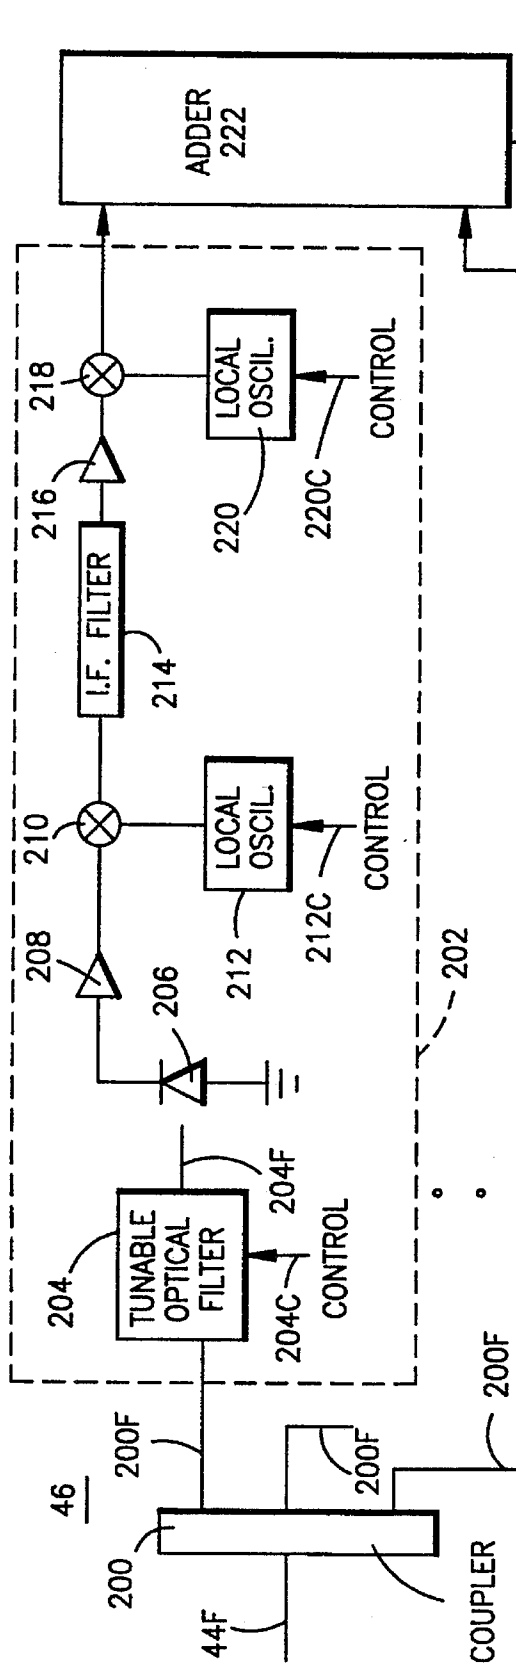 46
44F
200
COUPLER
200F
200F
200F
204
TUNABLE
OPTICAL
FILTER
204F
204C
CONTROL
206
208
210
212
LOCAL
OSCIL.
212C
CONTROL
I.F. FILTER
214
216
218
220
LOCAL
OSCIL.
220C
CONTROL
202
ADDER
222